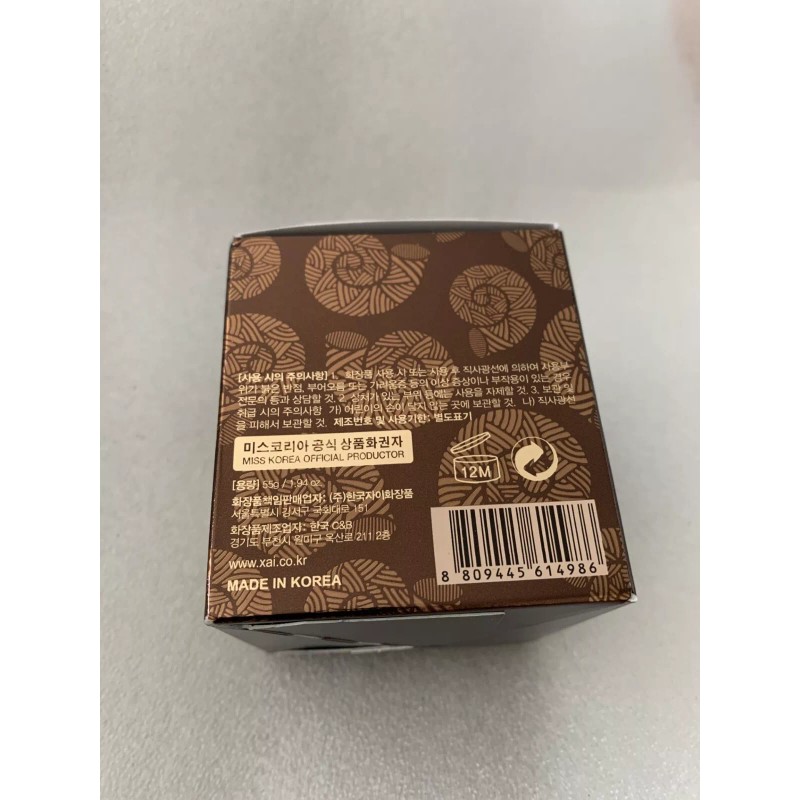 [사용 시의 주의사항] 1. 화장품 사용 시 또는 사용 후 직사광선에 의하여 사용부
위가 붉은 반점, 부어오름 또는 가려움증 등의 이상 증상이나 부작용이 있는 경우
전문의 등과 상담할 것. 2. 상처가 있는 부위 등에는 사용을 자제할 것. 3. 보관 및
취급 시의 주의사항 가) 어린이의 손이 닿지 않는 곳에 보관할 것. 나) 직사광선
을 피해서 보관할 것. 제조번호 및 사용기한: 별도표기
미스코리아 공식 상품화권자
MISS KOREA OFFICIAL PRODUCTOR
12M
[용량] 55g / 1.94 oz.
화장품책임판매업자: (주)한국자이화장품
서울특별시 강서구 국회대로 151
화장품제조업자: 한국 C&B
경기도 부천시 원미구 옥산로 211 2층
www.xai.co.kr
MADE IN KOREA
8 809445 614986